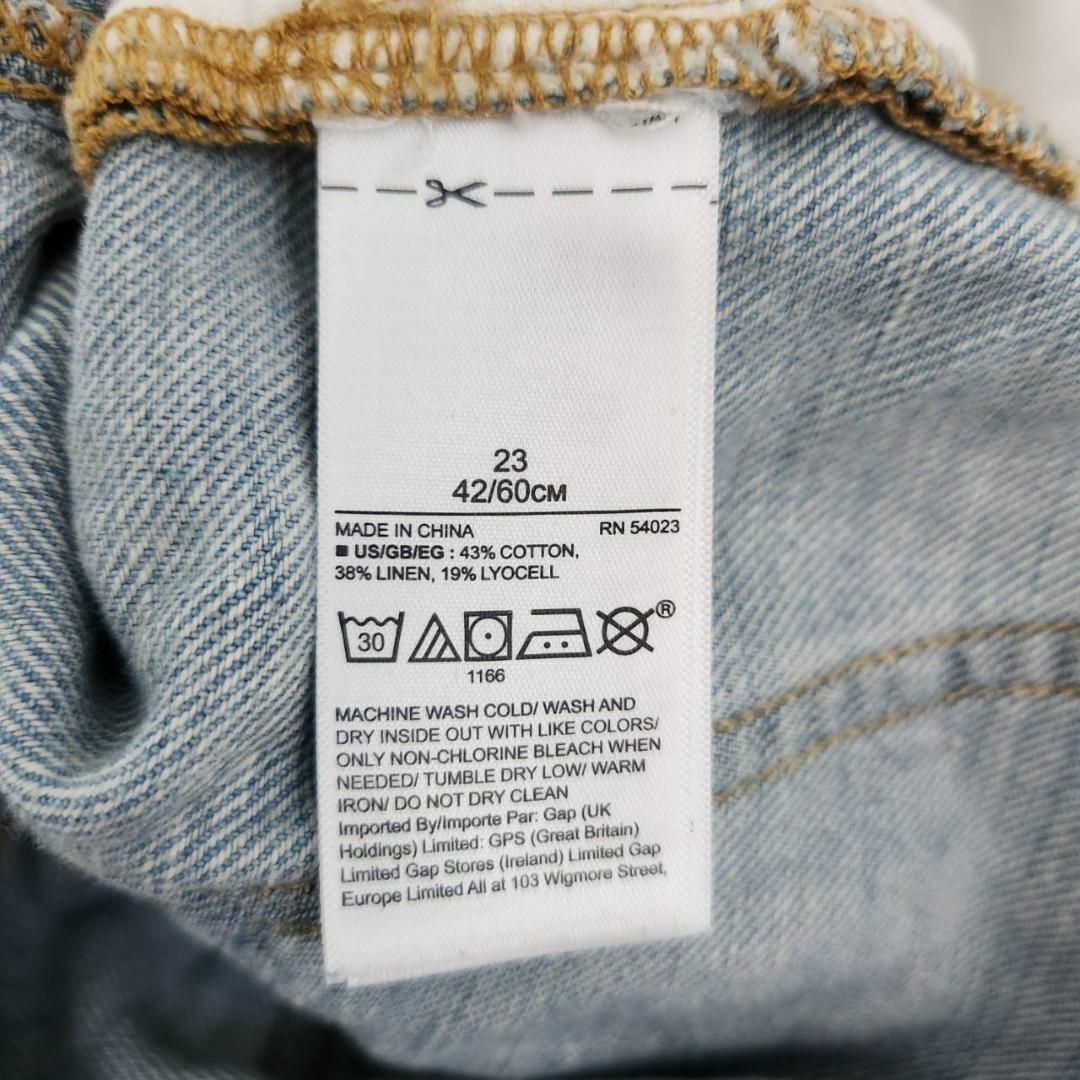 23
42/60CM
MADE IN CHINA RN 54023
US/GB/EG : 43% COTTON,
38% LINEN, 19% LYOCELL
30 ®
1166
MACHINE WASH COLD/ WASH AND
DRY INSIDE OUT WITH LIKE COLORS/
ONLY NON-CHLORINE BLEACH WHEN
NEEDED/ TUMBLE DRY LOW/ WARM
IRON/ DO NOT DRY CLEAN
Imported By/Importe Par: Gap (UK
Holdings) Limited: GPS (Great Britain)
Limited Gap Stores (Ireland) Limited Gap
Europe Limited All at 103 Wigmore Street,